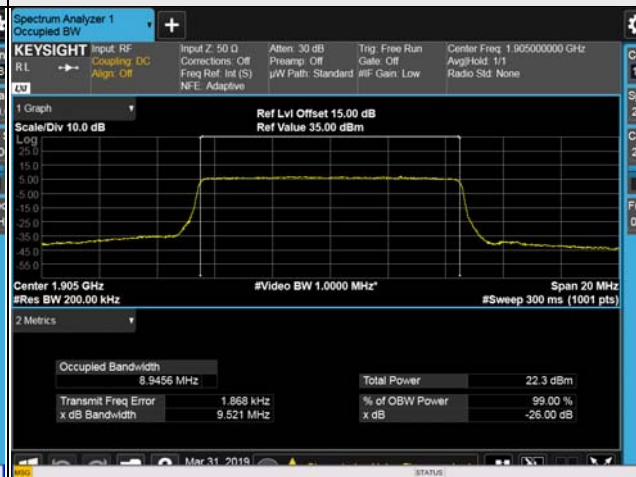 Spectrum Analyzer 1
Occupied BW
+
KEYSIGHT Input: RF Input Z: 50 Ω Atten: 30 dB Trig: Free Run Center Freq: 1.905000000 GHz
RL Coupling: DC Corrections: Off Preamp: Off Gate: Off Avg|Hold: 1/1
Align: Off Freq Ref: Int (S) µW Path: Standard #IF Gain: Low Radio Std: None
LXI NFE: Adaptive
1 Graph
Ref Lvl Offset 15.00 dB
Scale/Div 10.0 dB Ref Value 35.00 dBm
Log
25.0
15.0
5.00
-5.00
-15.0
-25.0
-35.0
-45.0
-55.0
Center 1.905 GHz #Video BW 1.0000 MHz* Span 20 MHz
#Res BW 200.00 kHz #Sweep 300 ms (1001 pts)
2 Metrics
Occupied Bandwidth
8.9456 MHz Total Power 22.3 dBm
Transmit Freq Error 1.868 kHz % of OBW Power 99.00 %
x dB Bandwidth 9.521 MHz x dB -26.00 dB
Mar 31, 2019
MSG STATUS